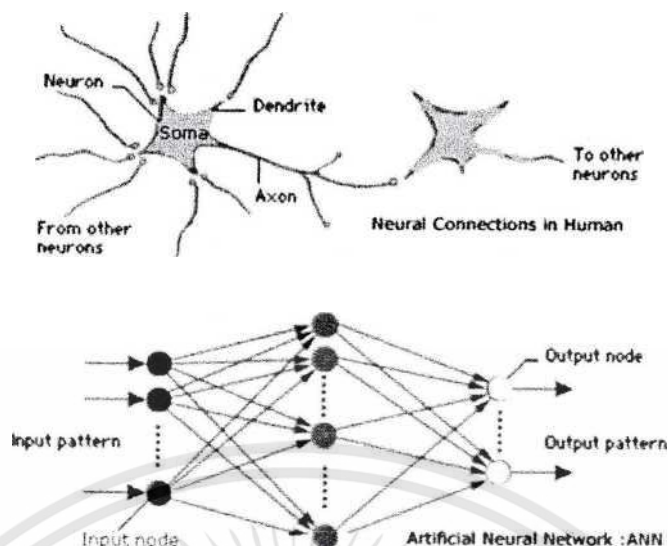 Neuron
Dendrite
Soma
To other
neurons
Axon
From other
neurons
Neural Connections in Human
Output node
Input pattern
Output pattern
Input node
Artificial Neural Network :ANN